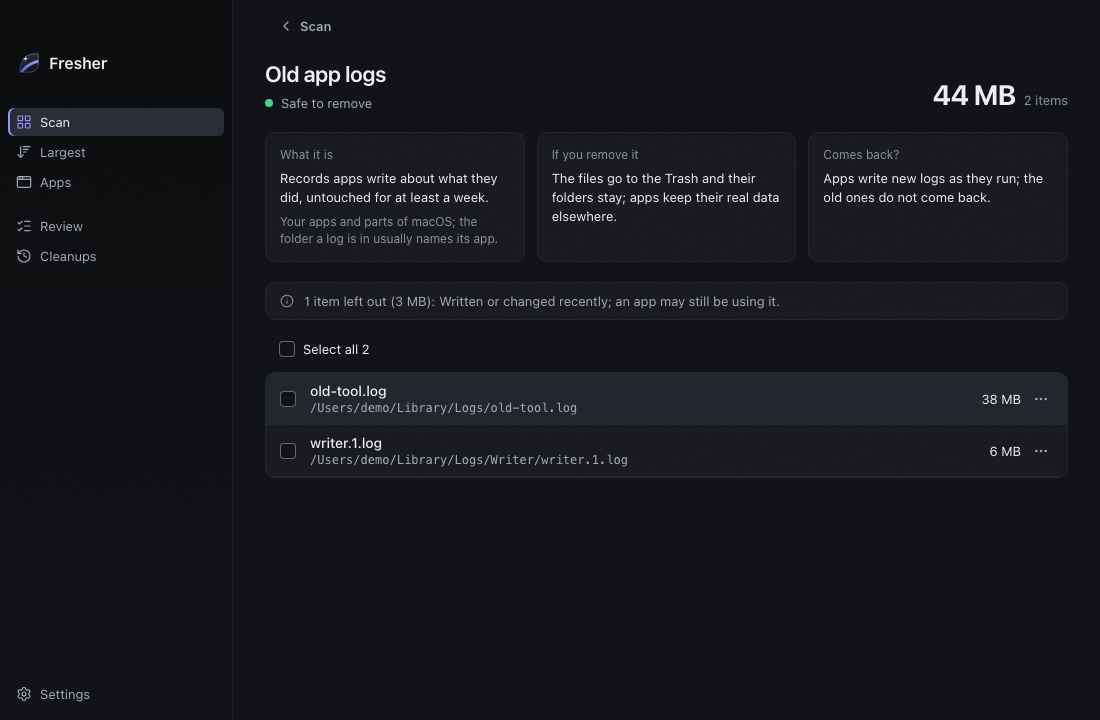 Scan
Fresher
Old app logs
Safe to remove
44 MB 2 items
Scan
Largest
Apps
Review
Cleanups
What it is
Records apps write about what they
did, untouched for at least a week.
Your apps and parts of macOS; the
folder a log is in usually names its app.
If you remove it
The files go to the Trash and their
folders stay; apps keep their real data
elsewhere.
Comes back?
Apps write new logs as they run; the
old ones do not come back.
1 item left out (3 MB): Written or changed recently; an app may still be using it.
Select all 2
old-tool.log
/Users/demo/Library/Logs/old-tool.log
38 MB
writer.1.log
/Users/demo/Library/Logs/Writer/writer.1.log
6 MB
Settings